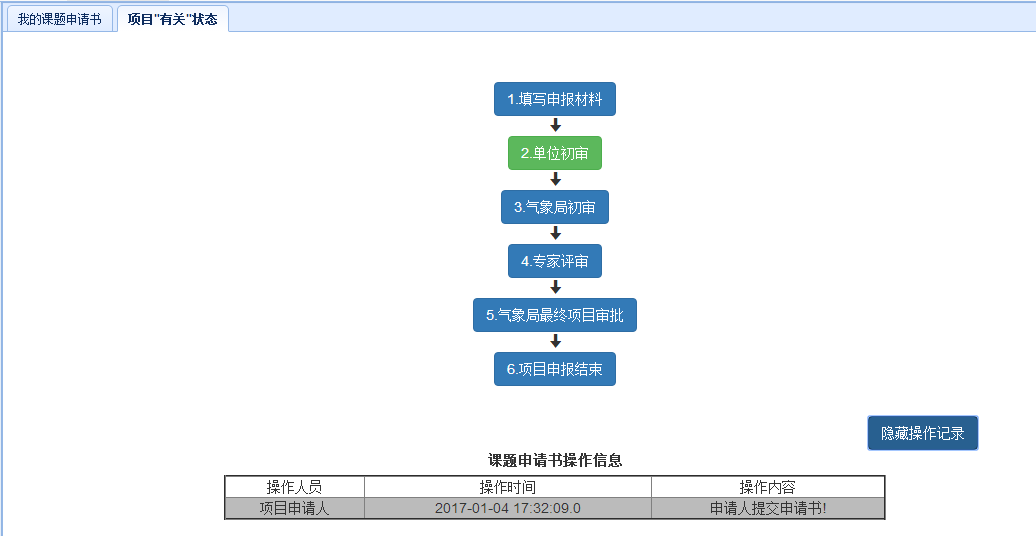 我的课题申请书 项目"有关"状态
1.填写申报材料
2.单位初审
3.气象局初审
4.专家评审
5.气象局最终项目审批
6.项目申报结束
隐藏操作记录
课题申请书操作信息
操作人员 操作时间 操作内容
项目申请人 2017-01-04 17:32:09.0 申请人提交申请书!